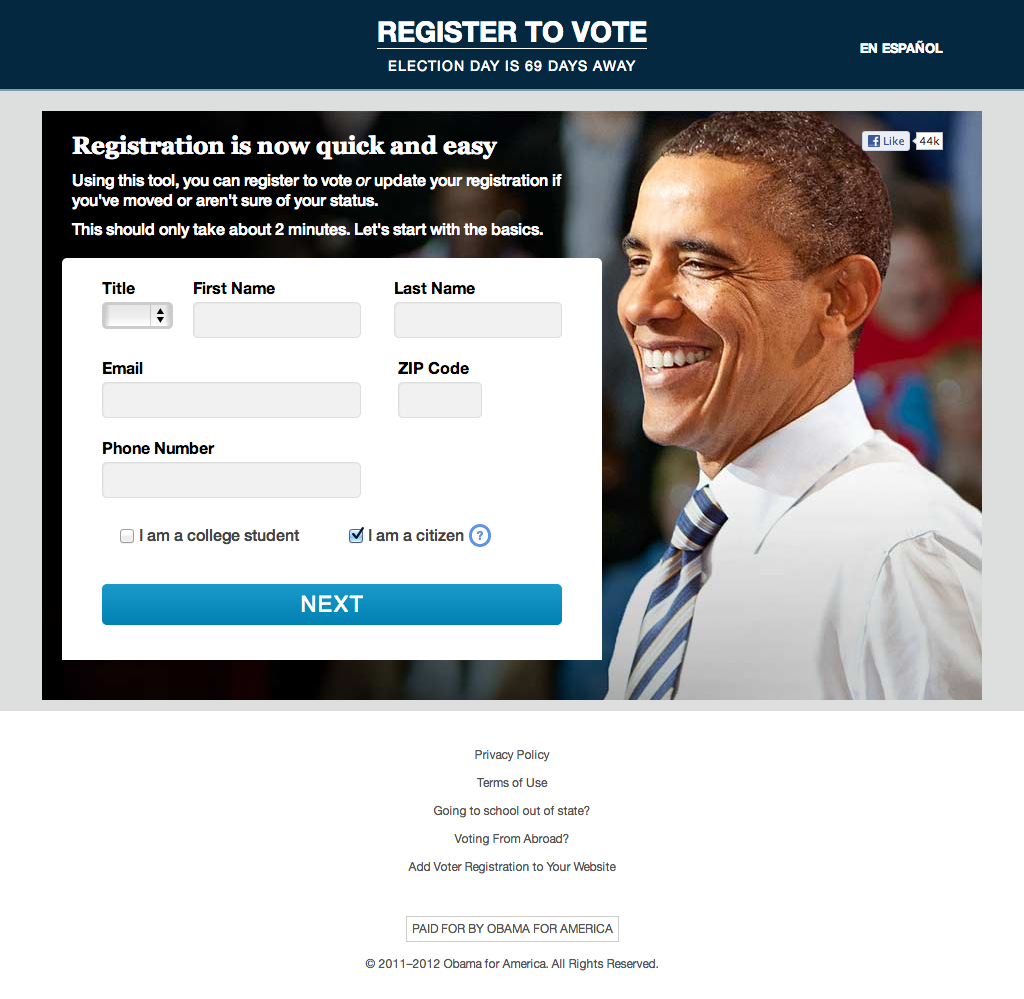 REGISTER TO VOTE
ELECTION DAY IS 69 DAYS AWAY
EN ESPAÑOL
Registration is now quick and easy
Like 44k
Using this tool, you can register to vote or update your registration if
you've moved or aren't sure of your status.
This should only take about 2 minutes. Let's start with the basics.
Title First Name Last Name
Email ZIP Code
Phone Number
I am a college student I am a citizen ?
NEXT
Privacy Policy
Terms of Use
Going to school out of state?
Voting From Abroad?
Add Voter Registration to Your Website
PAID FOR BY OBAMA FOR AMERICA
© 2011–2012 Obama for America. All Rights Reserved.